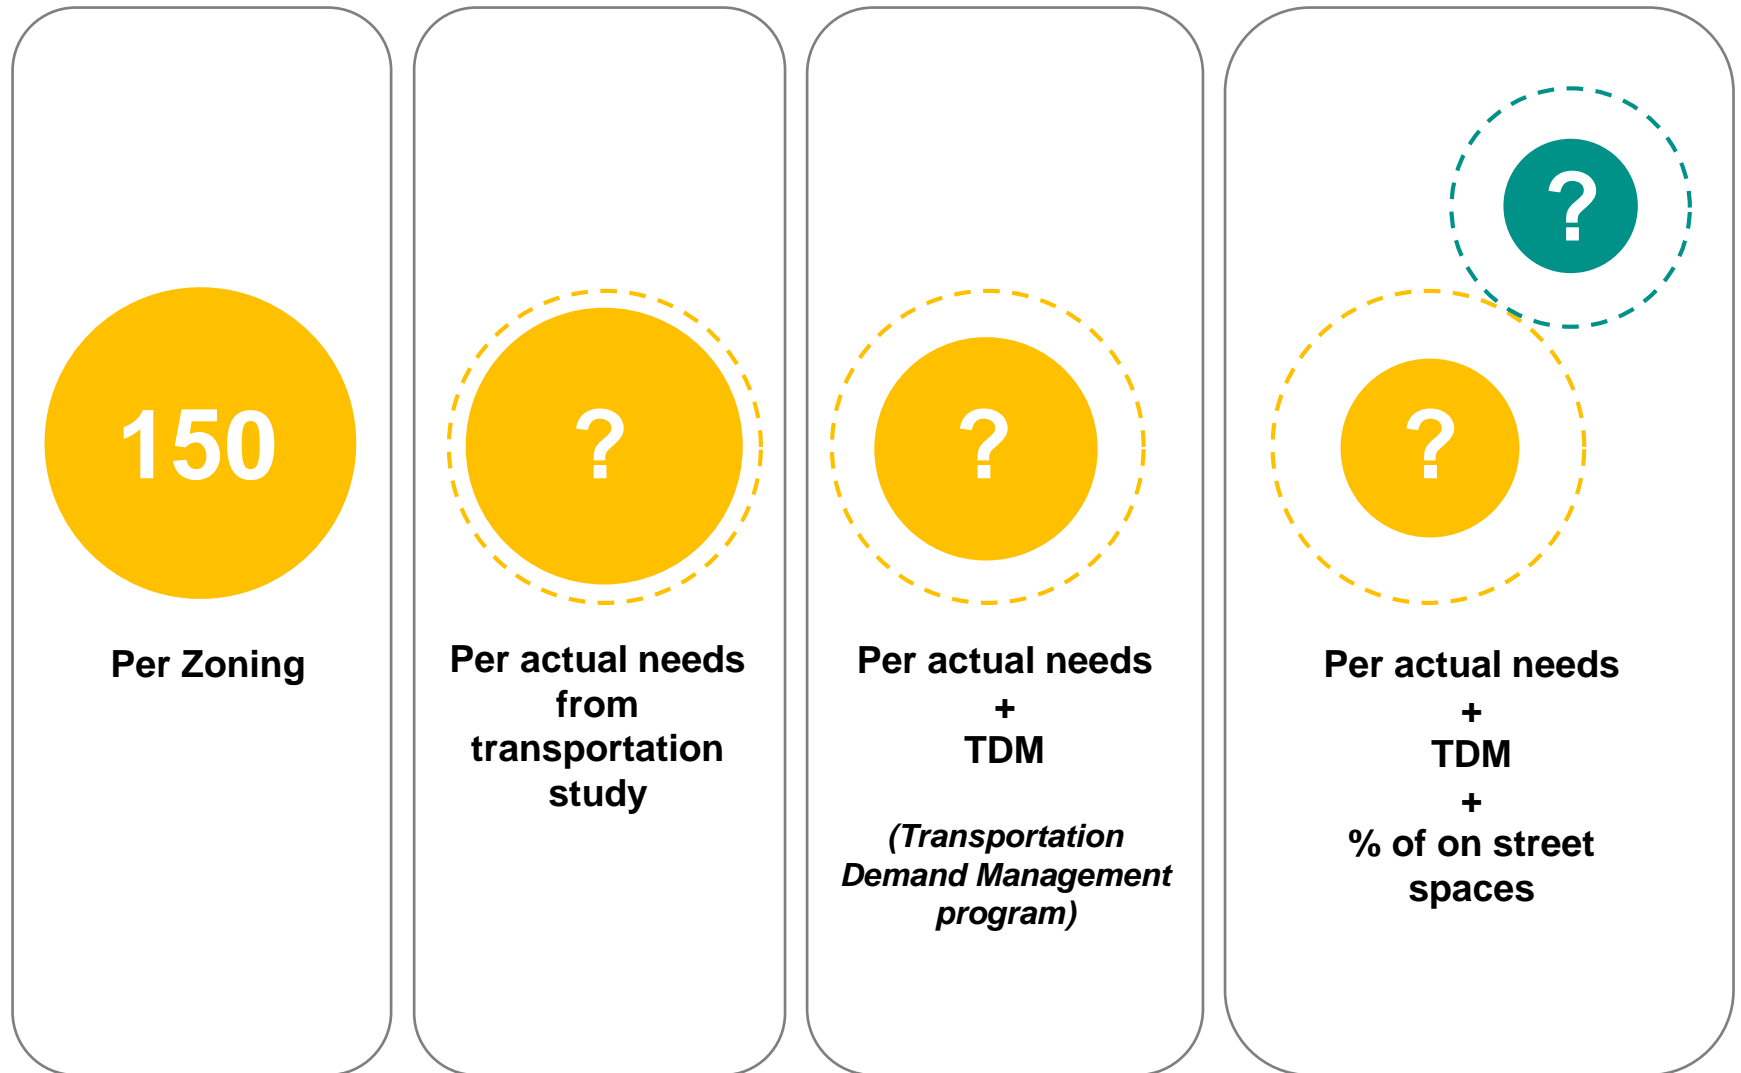 150
Per Zoning
?
Per actual needs
from
transportation
study
?
Per actual needs
+
TDM
(Transportation
Demand Management
program)
?
?
Per actual needs
+
TDM
+
% of on street
spaces